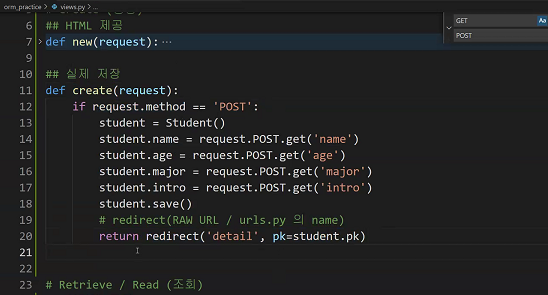 orm_practice > views.py > ...
6 ## HTML 제공
7 > def new(request): ...
8
9
10 ## 실제 저장
11 def create(request):
12 if request.method == 'POST':
13 student = Student()
14 student.name = request.POST.get('name')
15 student.age = request.POST.get('age')
16 student.major = request.POST.get('major')
17 student.intro = request.POST.get('intro')
18 student.save()
19 # redirect(RAW URL / urls.py 의 name)
20 return redirect('detail', pk=student.pk)
21
22
23 # Retrieve / Read (조회)
GET
POST